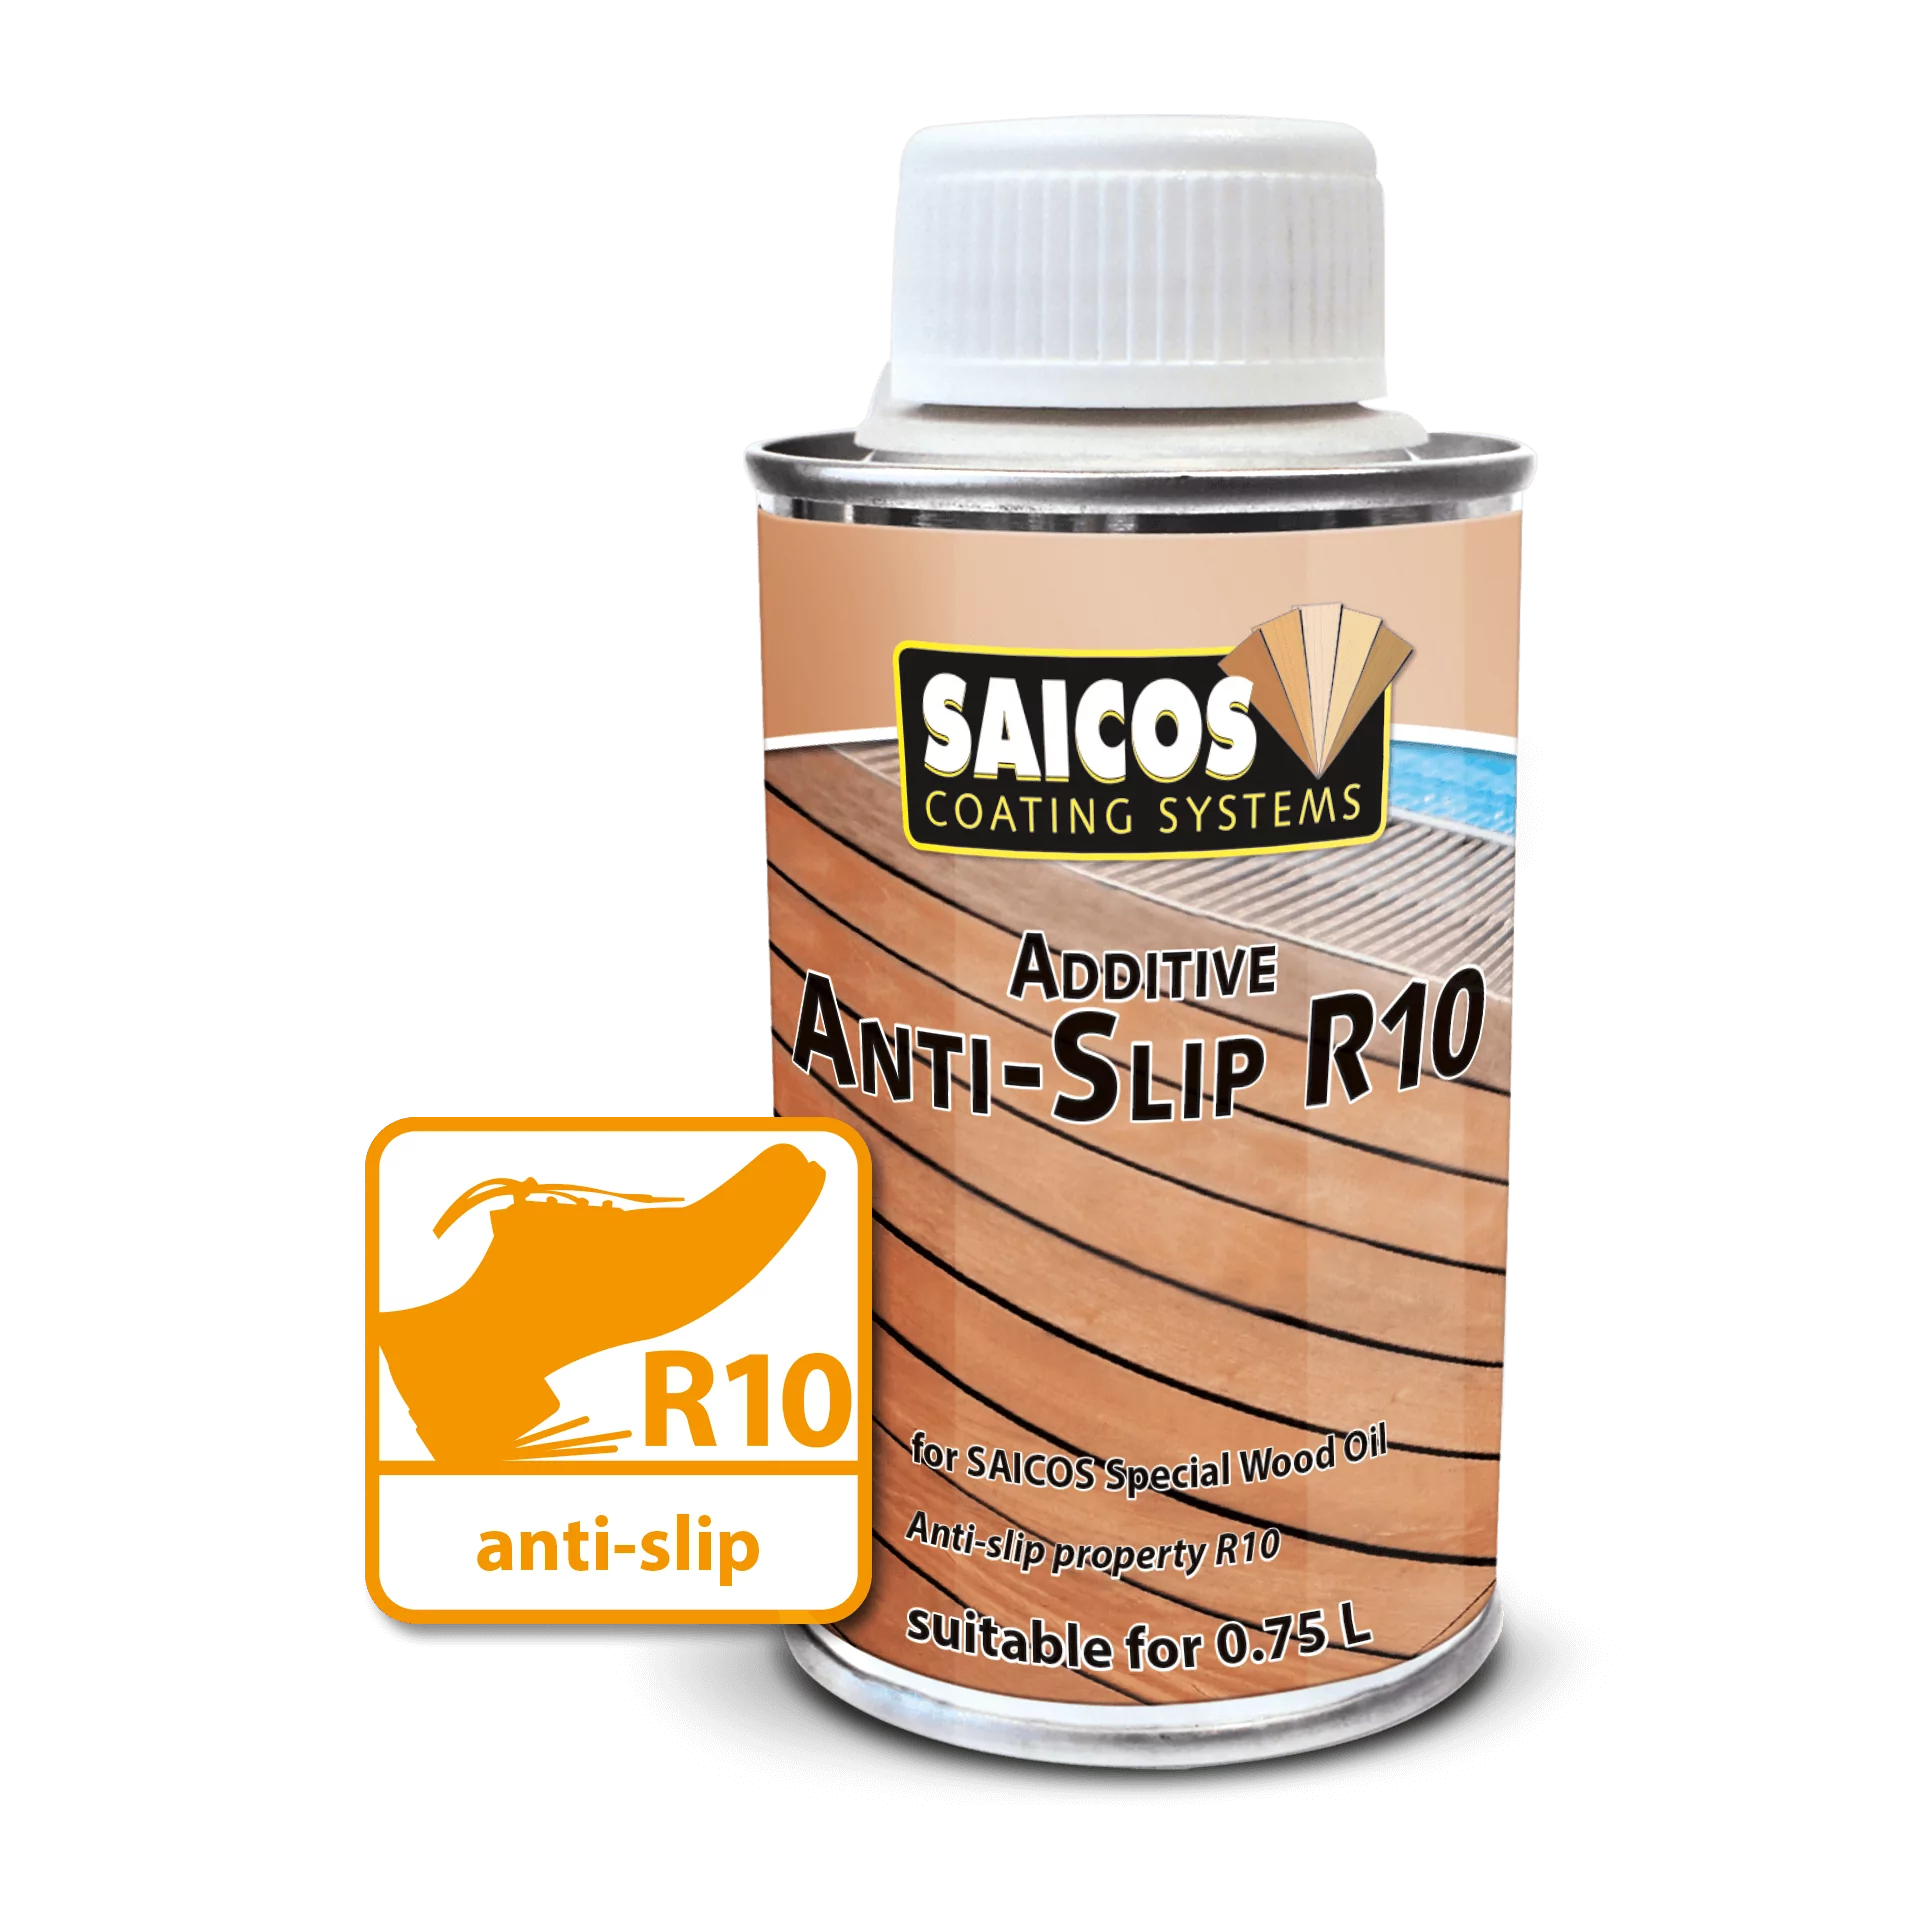 SAICOS
COATING SYSTEMS
ADDITIVE
ANTI-SLIP R10
R10
anti-slip
for SAICOS Special Wood Oil
Anti-slip property R10
suitable for 0.75 L